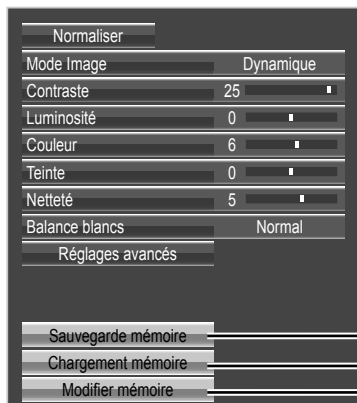 Normaliser
Mode Image Dynamique
Contraste 25
Luminosité 0
Couleur 6
Teinte 0
Netteté 5
Balance blancs Normal
Réglages avancés
Sauvegarde mémoire
Chargement mémoire
Modifier mémoire